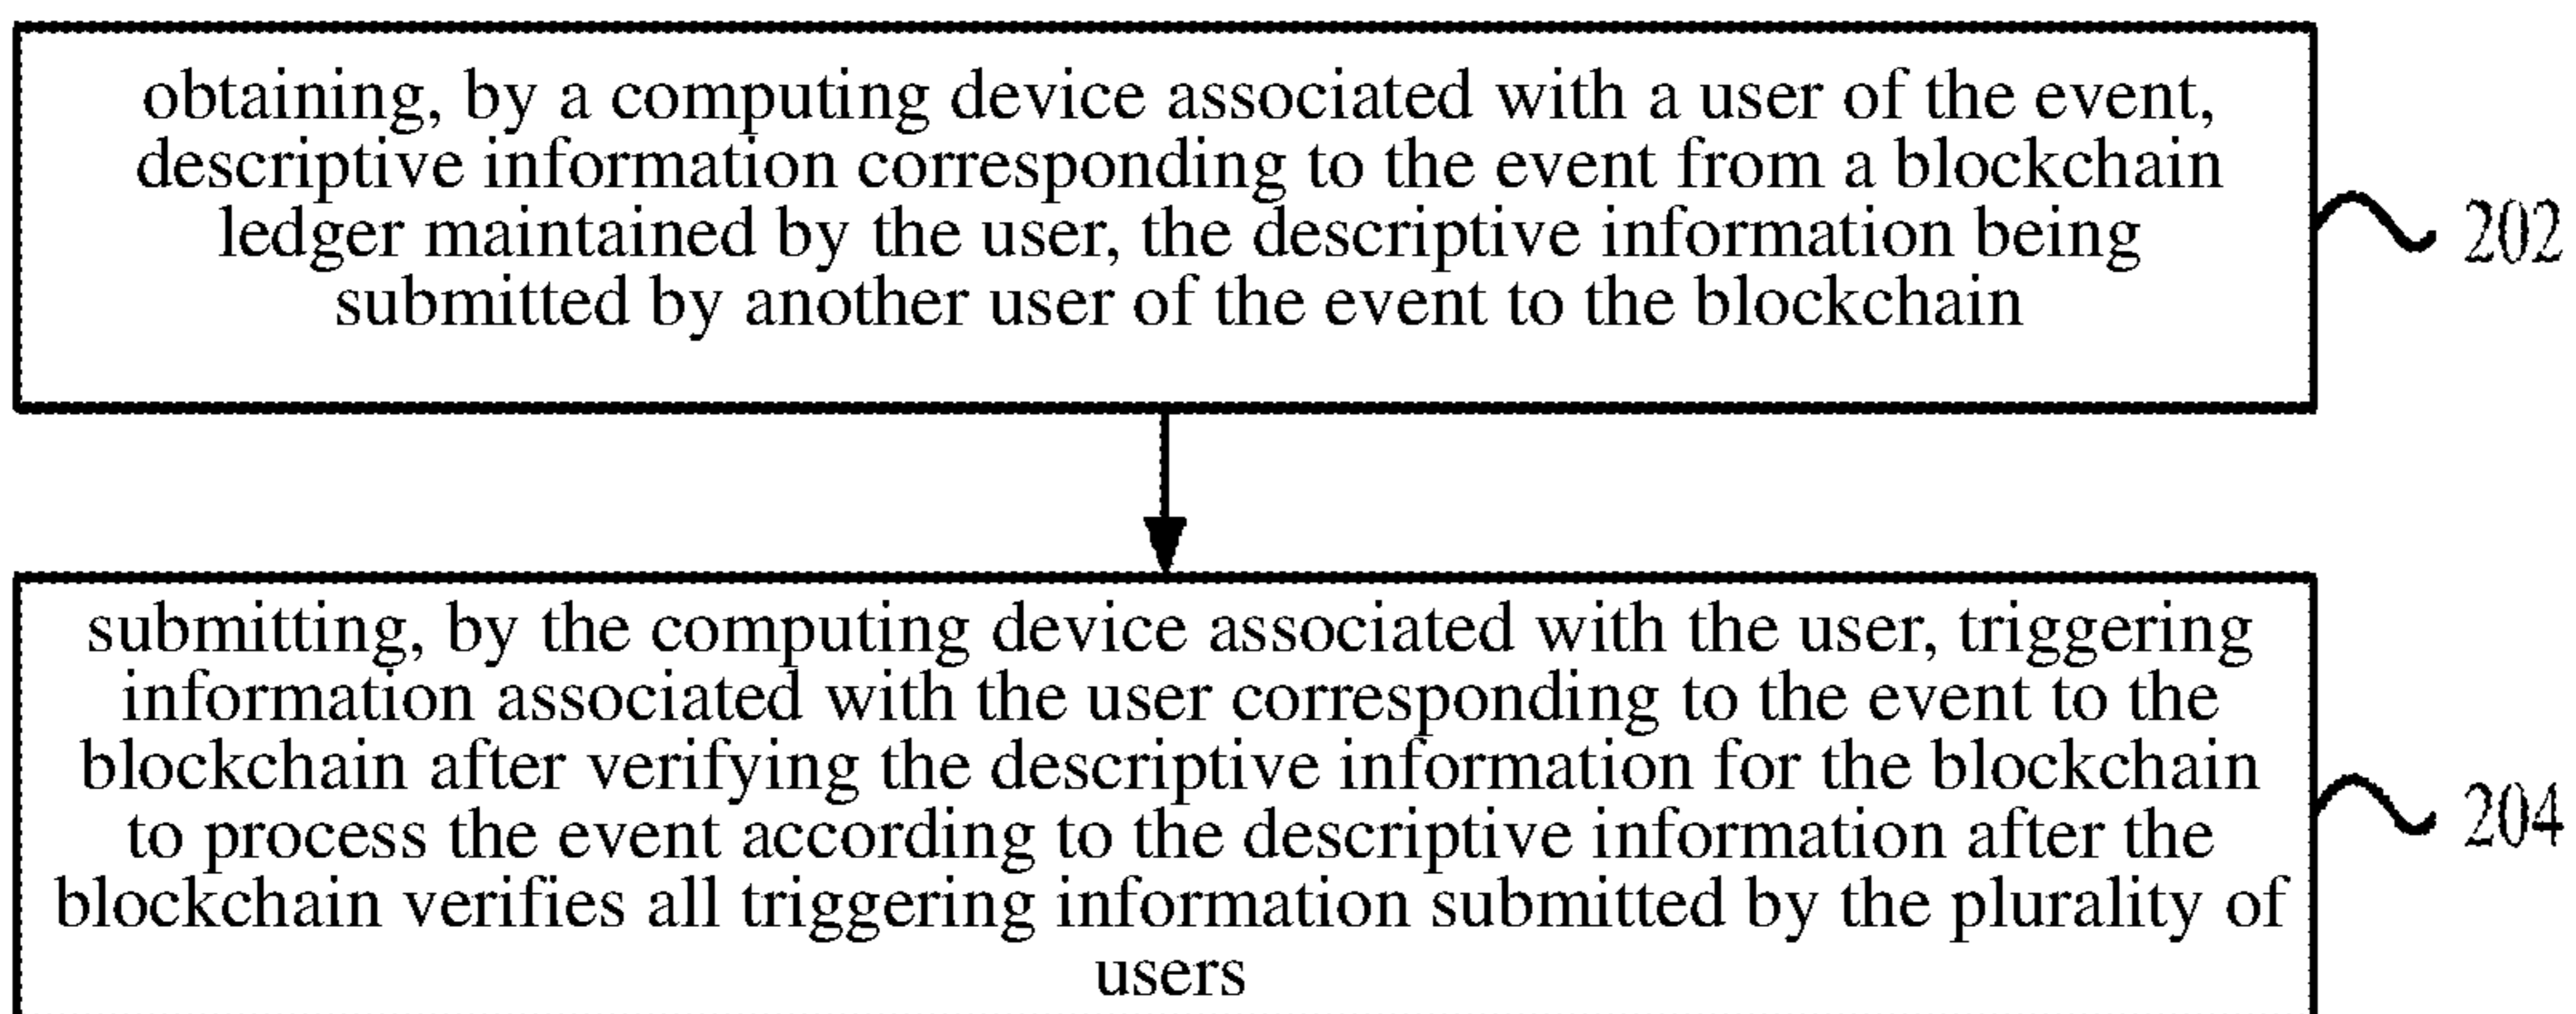 obtaining, by a computing device associated with a user of the event,
descriptive information corresponding to the event from a blockchain
ledger maintained by the user, the descriptive information being
submitted by another user of the event to the blockchain
202
submitting, by the computing device associated with the user, triggering
information associated with the user corresponding to the event to the
blockchain after verifying the descriptive information for the blockchain
to process the event according to the descriptive information after the
blockchain verifies all triggering information submitted by the plurality of
users
204